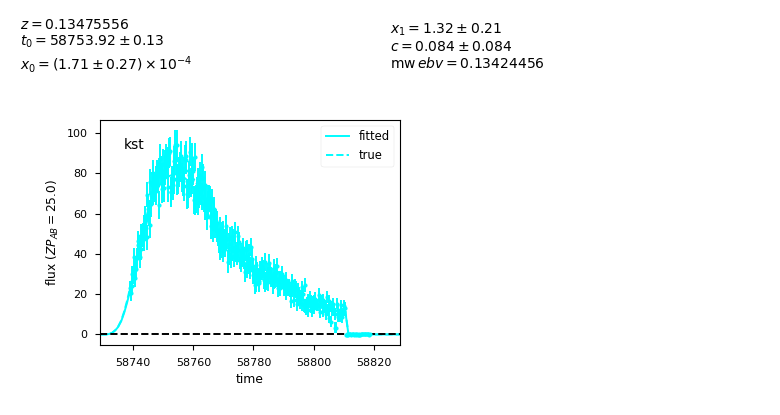 z = 0.13475556
t₀ = 58753.92 ± 0.13
x₀ = (1.71 ± 0.27) × 10⁻⁴
x₁ = 1.32 ± 0.21
c = 0.084 ± 0.084
mw ebv = 0.13424456
kst
fitted
true
100
80
60
40
20
0
flux (ZP_AB = 25.0)
58740 58760 58780 58800 58820
time